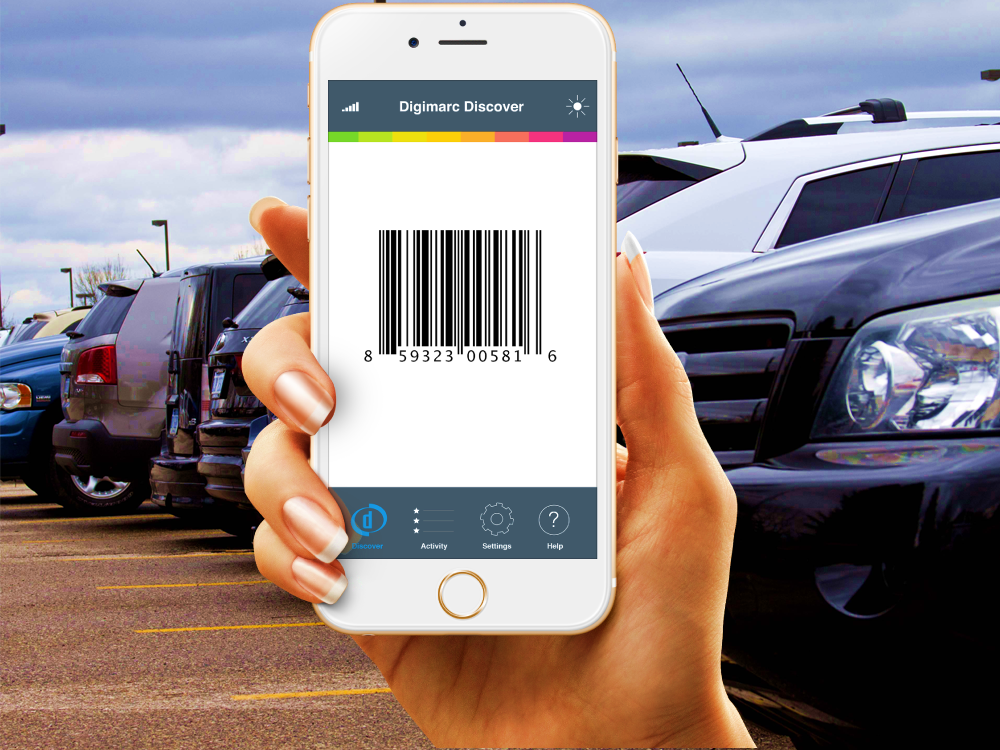 Digimarc Discover
8 59323 00581 6
Discover
Activity
Settings
Help